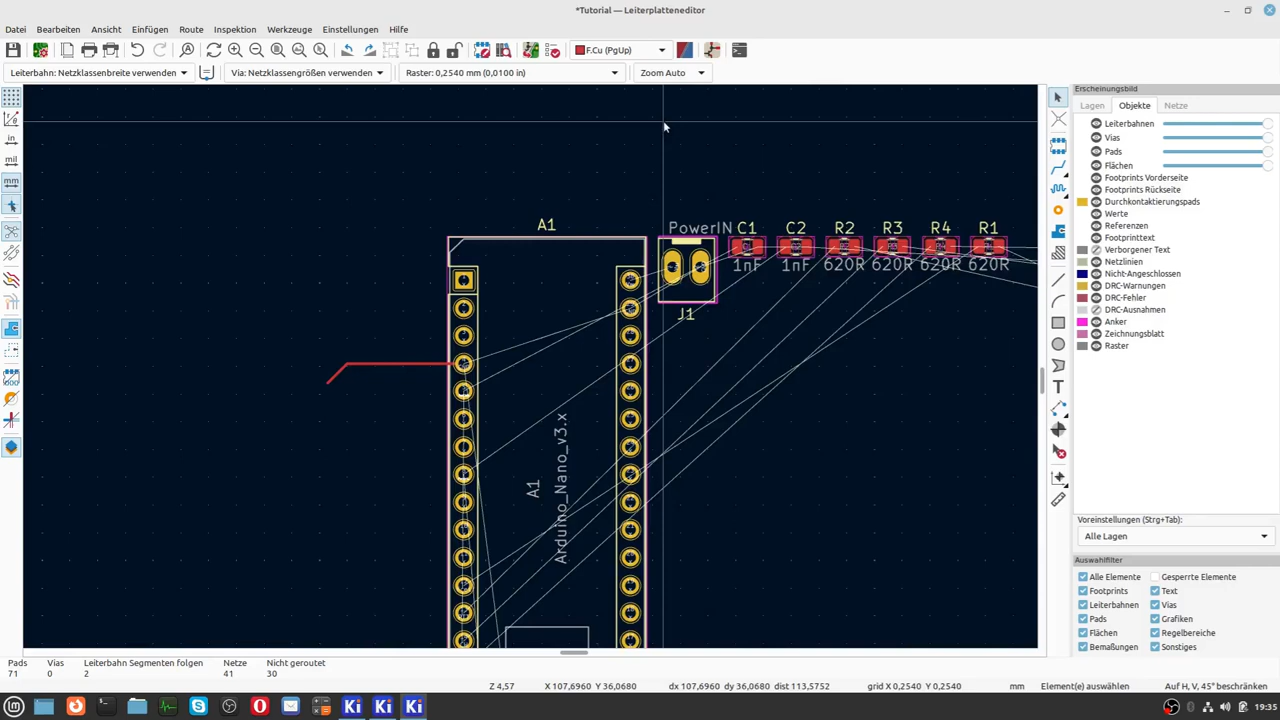 *Tutorial — Leiterplatteneditor
Datei Bearbeiten Ansicht Einfügen Route Inspektion Werkzeuge Einstellungen Hilfe
F.Cu (PgUp)
Leiterbahn: Netzklassenbreite verwenden Via: Netzklassengrößen verwenden Raster: 0,2540 mm (0,0100 in) Zoom Auto
in
mil
mm
A1
PowerIN C1 C2 R2 R3 R4 R1
1nF 1nF 620R 620R 620R 620R
J1
A1
Arduino_Nano_v3.x
Erscheinungsbild
Lagen Objekte Netze
Leiterbahnen
Vias
Pads
Flächen
Footprints Vorderseite
Footprints Rückseite
Durchkontaktierungspads
Werte
Referenzen
Footprinttext
Verborgener Text
Netzlinien
Nicht-Angeschlossen
DRC-Warnungen
DRC-Fehler
DRC-Ausnahmen
Anker
Zeichnungsblatt
Raster
Voreinstellungen (Strg+Tab):
Alle Lagen
Auswahlfilter
Alle Elemente Gesperrte Elemente
Footprints Text
Leiterbahnen Vias
Pads Grafiken
Flächen Regelbereiche
Bemaßungen Sonstiges
Pads Vias Leiterbahn Segmenten folgen Netze Nicht geroutet
71 0 2 41 30
Z 4,57 X 107,6960 Y 36,0680 dx 107,6960 dy 36,0680 dist 113,5752 grid X 0,2540 Y 0,2540 mm Element(e) auswählen Auf H, V, 45° beschränken
Ki Ki Ki 19:35